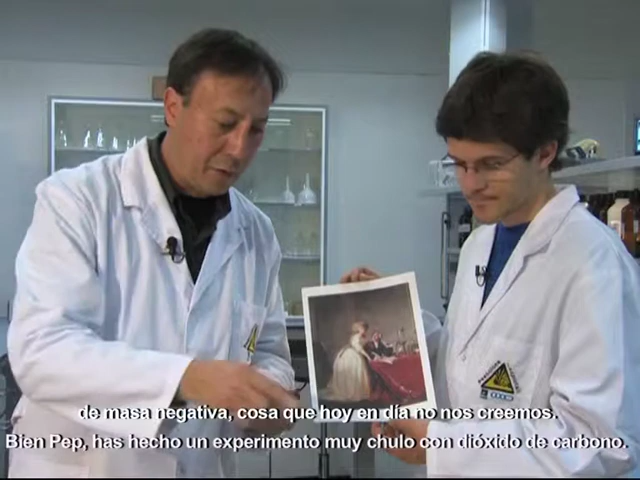 de masa negativa, cosa que hoy en día no nos creemos.
Bien Pep, has hecho un experimento muy chulo con dióxido de carbono.